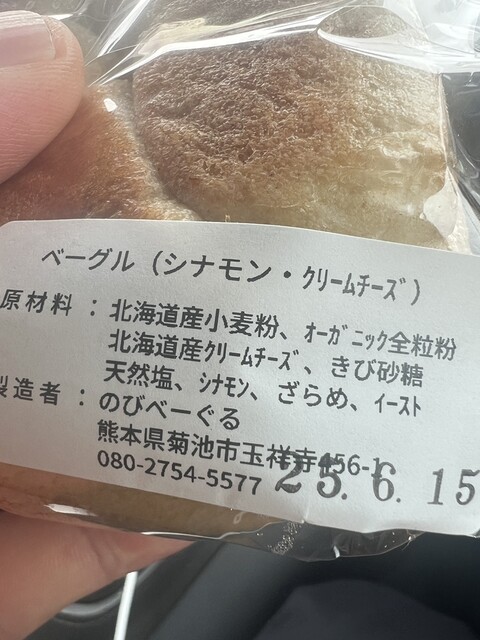 ベーグル（シナモン・ｸﾘｰﾑﾁｰｽﾞ）
原材料：北海道産小麦粉、ｵｰｶﾞﾆｯｸ全粒粉
北海道産ｸﾘｰﾑﾁｰｽﾞ、きび砂糖
天然塩、ｼﾅﾓﾝ、ざらめ、ｲｰｽﾄ
製造者：のびべーぐる
熊本県菊池市玉祥寺456-1
080-2754-5577
25.6.15